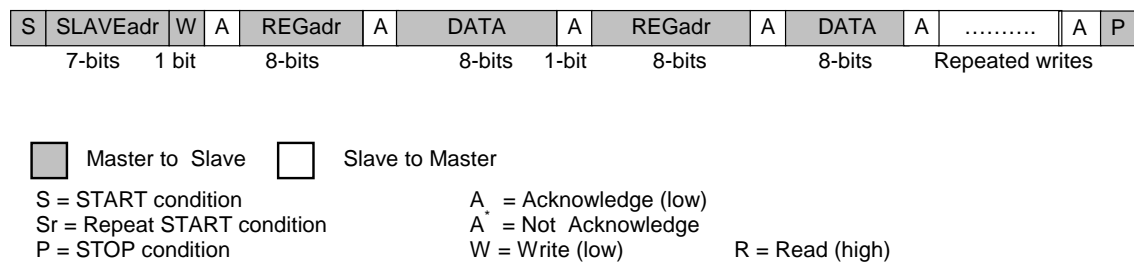 S SLAVEadr W A REGadr A DATA A REGadr A DATA A ………. A P
7-bits 1 bit 8-bits 8-bits 1-bit 8-bits 8-bits Repeated writes
Master to Slave Slave to Master
S = START condition A = Acknowledge (low)
Sr = Repeat START condition A* = Not Acknowledge
P = STOP condition W = Write (low) R = Read (high)